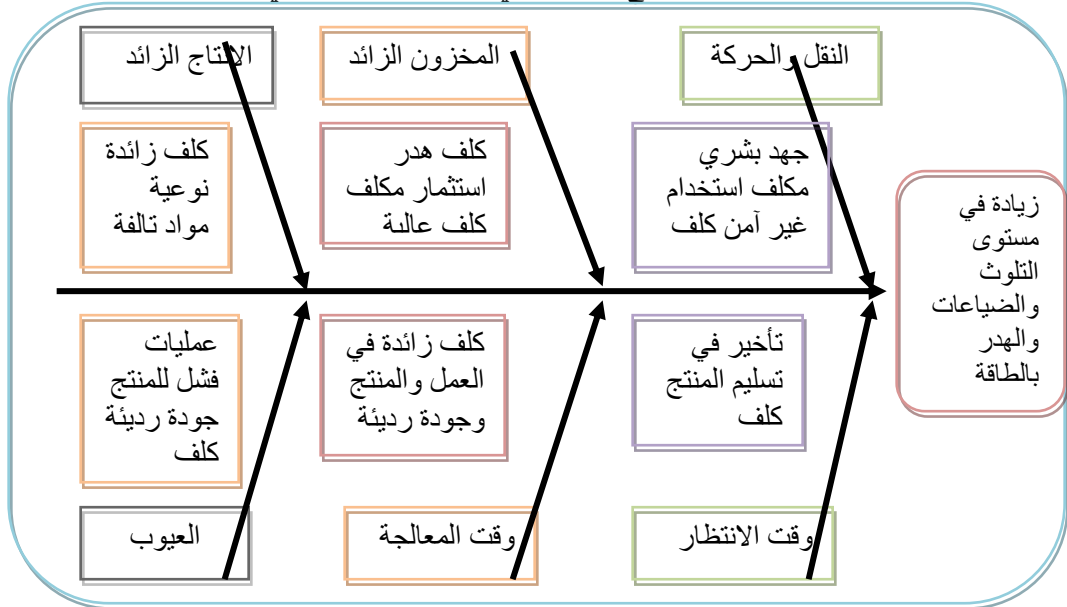 النقل والحركة
المخزون الزائد
الانتاج الزائد
جهد بشري
مكلف استخدام
غير آمن كلف
كلف هدر
استثمار مكلف
كلف عالية
كلف زائدة
نوعية
مواد تالفة
زيادة في
مستوى
التلوث
والضياعات
والهدر
بالطاقة
تأخير في
تسليم المنتج
كلف
كلف زائدة في
العمل والمنتج
وجودة رديئة
عمليات
فشل للمنتج
جودة رديئة
كلف
وقت الانتظار
وقت المعالجة
العيوب